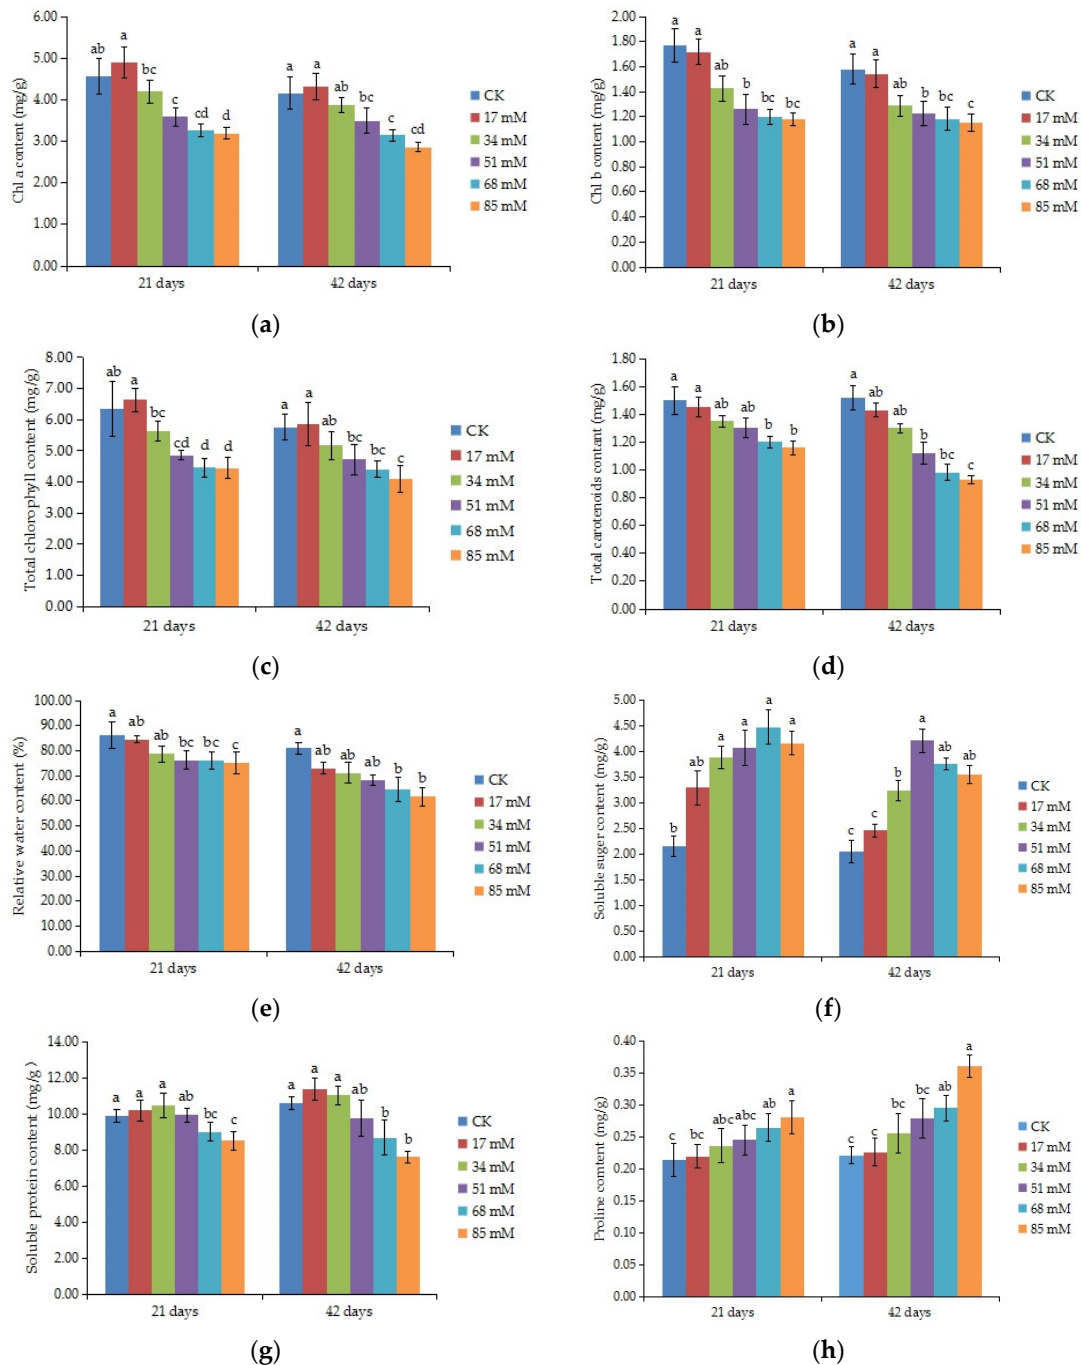 6.00
5.00
4.00
3.00
2.00
1.00
0.00
Chl a content (mg/g)
ab a bc c cd d
a a ab bc c cd
21 days 42 days
CK
17 mM
34 mM
51 mM
68 mM
85 mM
(a)
2.00
1.80
1.60
1.40
1.20
1.00
0.80
0.60
0.40
0.20
0.00
Chl b content (mg/g)
a a ab b bc bc
a a ab b bc c
21 days 42 days
CK
17 mM
34 mM
51 mM
68 mM
85 mM
(b)
8.00
7.00
6.00
5.00
4.00
3.00
2.00
1.00
0.00
Total chlorophyll content (mg/g)
ab a bc cd d d
a a ab bc bc c
21 days 42 days
CK
17 mM
34 mM
51 mM
68 mM
85 mM
(c)
1.80
1.60
1.40
1.20
1.00
0.80
0.60
0.40
0.20
0.00
Total carotenoids contant (mg/g)
a a ab ab b b
a ab ab b bc c
21 days 42 days
CK
17 mM
34 mM
51 mM
68 mM
85 mM
(d)
100.00
90.00
80.00
70.00
60.00
50.00
40.00
30.00
20.00
10.00
0.00
Relative water content (%)
a ab ab bc bc c
a ab ab ab b b
21 days 42 days
CK
17 mM
34 mM
51 mM
68 mM
85 mM
(e)
5.00
4.50
4.00
3.50
3.00
2.50
2.00
1.50
1.00
0.50
0.00
Soluble suger content (mg/g)
b ab a a a a
c c b a ab ab
21 days 42 days
CK
17 mM
34 mM
51 mM
68 mM
85 mM
(f)
14.00
12.00
10.00
8.00
6.00
4.00
2.00
0.00
Soluble protein content (mg/g )
a a a ab bc c
a a a ab b b
21 days 42 days
CK
17 mM
34 mM
51 mM
68 mM
85 mM
(g)
0.40
0.35
0.30
0.25
0.20
0.15
0.10
0.05
0.00
Proline content (mg/g)
c bc abc abc ab a
c c bc bc ab a
21 days 42 days
CK
17 mM
34 mM
51 mM
68 mM
85 mM
(h)